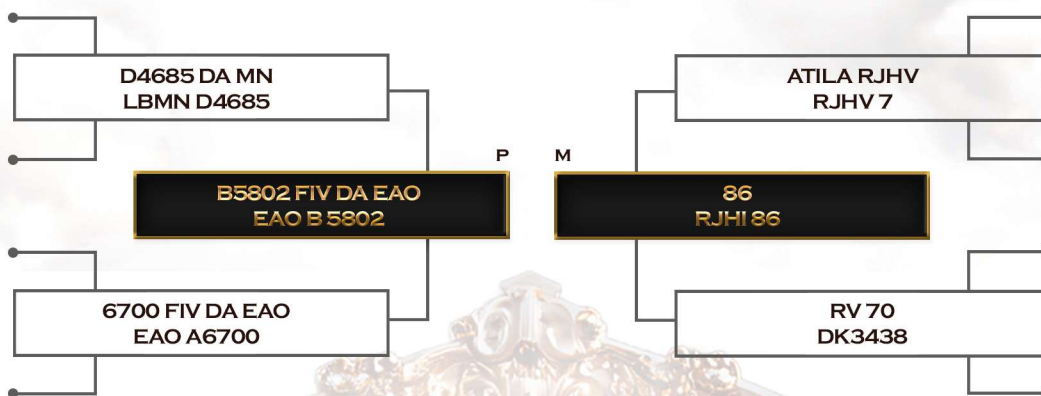 D4685 DA MN
LBMN D4685
ATILA RJHV
RJHV 7
P
M
B5802 FIV DA EAO
EAO B 5802
86
RJHI 86
6700 FIV DA EAO
EAO A6700
RV 70
DK3438